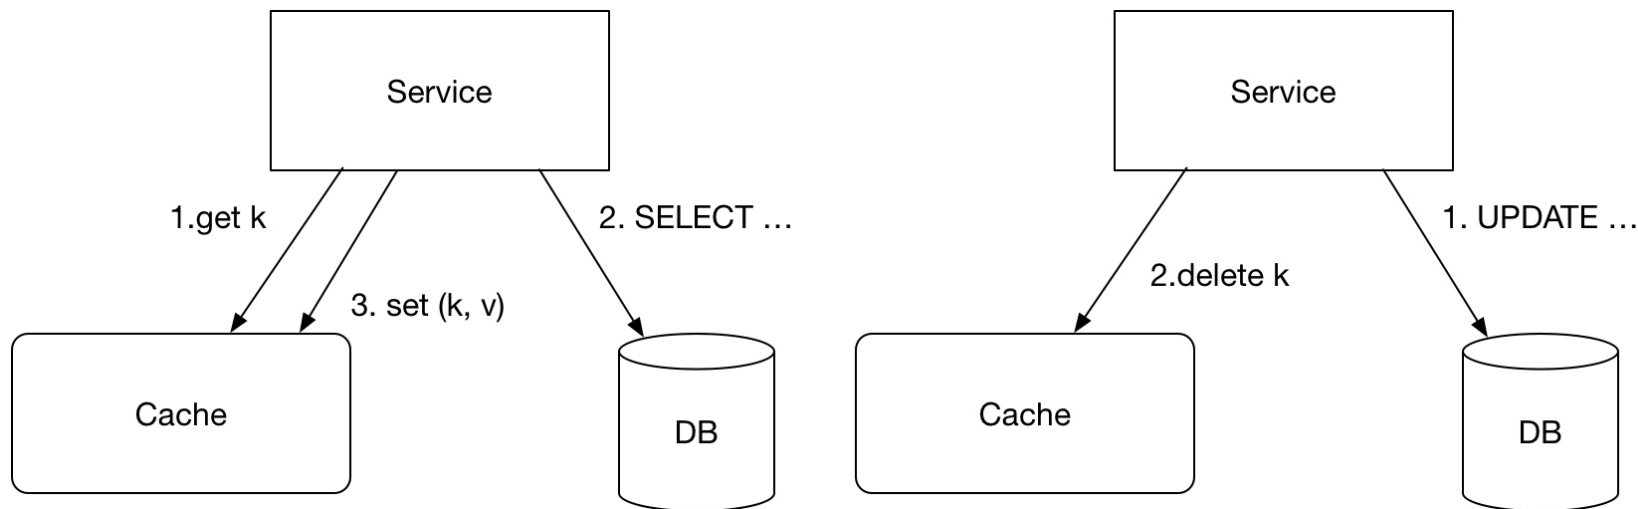 Service
1.get k
2. SELECT …
3. set (k, v)
Cache
DB
Service
1. UPDATE …
2.delete k
Cache
DB